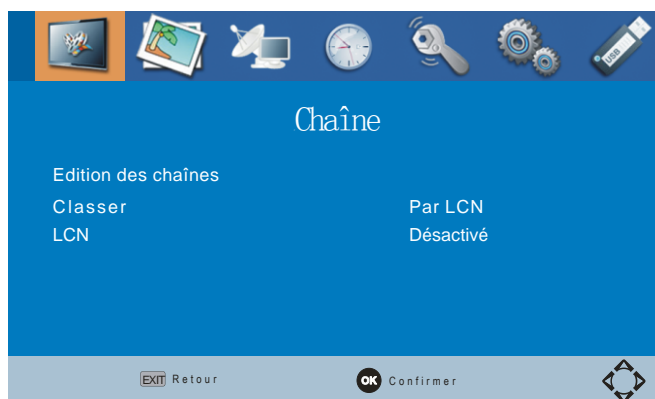 USB
Chaîne
Edition des chaînes
Classer Par LCN
LCN Désactivé
EXIT Retour OK Confirmer